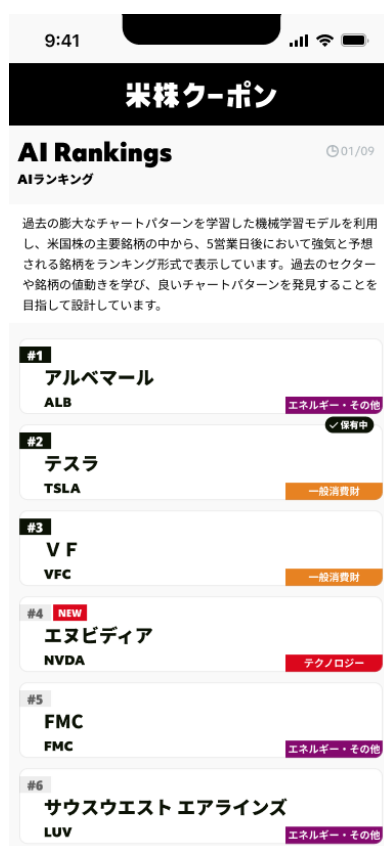 9:41
米株クーポン
AI Rankings
01/09
AIランキング
過去の膨大なチャートパターンを学習した機械学習モデルを利用
し、米国株の主要銘柄の中から、5営業日後において強気と予想
される銘柄をランキング形式で表示しています。過去のセクター
や銘柄の値動きを学び、良いチャートパターンを発見することを
目指して設計しています。
#1
アルベマール
ALB
エネルギー・その他
保有中
#2
テスラ
TSLA
一般消費財
#3
ＶＦ
VFC
一般消費財
#4 NEW
エヌビディア
NVDA
テクノロジー
#5
FMC
FMC
エネルギー・その他
#6
サウスウエスト エアラインズ
LUV
エネルギー・その他